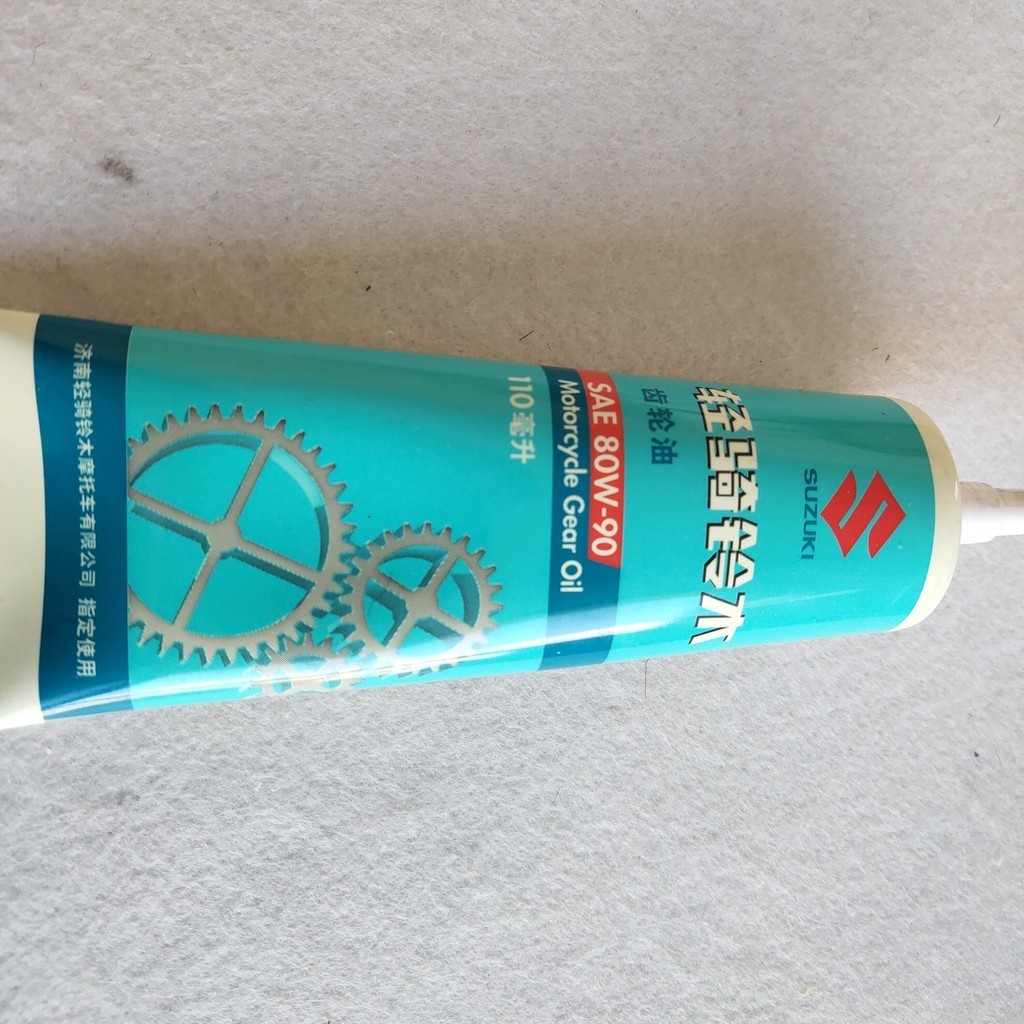 SUZUKI
轻骑铃木
齿轮油
SAE 80W-90
Motorcycle Gear Oil
110毫升
济南轻骑铃木摩托车有限公司 指定使用